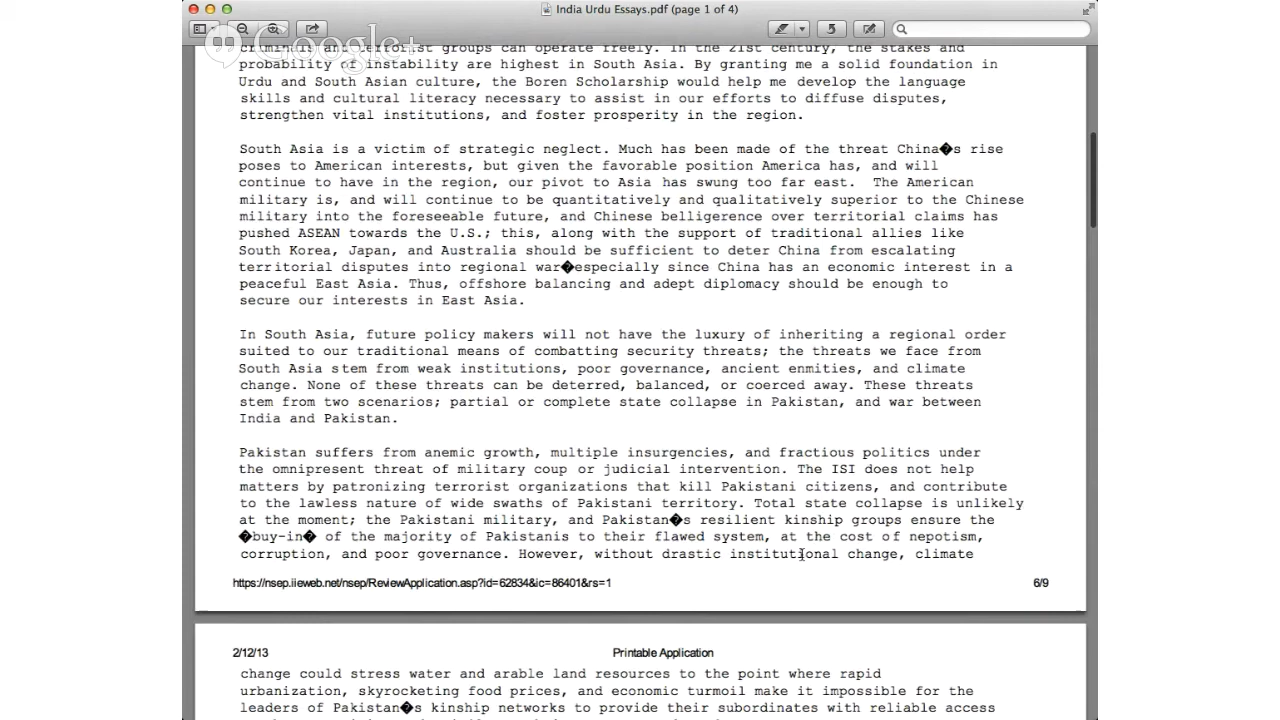 India Urdu Essays.pdf (page 1 of 4)
Google+
criminals and terrorist groups can operate freely. In the 21st century, the stakes and
probability of instability are highest in South Asia. By granting me a solid foundation in
Urdu and South Asian culture, the Boren Scholarship would help me develop the language
skills and cultural literacy necessary to assist in our efforts to diffuse disputes,
strengthen vital institutions, and foster prosperity in the region.
South Asia is a victim of strategic neglect. Much has been made of the threat China�s rise
poses to American interests, but given the favorable position America has, and will
continue to have in the region, our pivot to Asia has swung too far east.  The American
military is, and will continue to be quantitatively and qualitatively superior to the Chinese
military into the foreseeable future, and Chinese belligerence over territorial claims has
pushed ASEAN towards the U.S.; this, along with the support of traditional allies like
South Korea, Japan, and Australia should be sufficient to deter China from escalating
territorial disputes into regional war�especially since China has an economic interest in a
peaceful East Asia. Thus, offshore balancing and adept diplomacy should be enough to
secure our interests in East Asia.
In South Asia, future policy makers will not have the luxury of inheriting a regional order
suited to our traditional means of combatting security threats; the threats we face from
South Asia stem from weak institutions, poor governance, ancient enmities, and climate
change. None of these threats can be deterred, balanced, or coerced away. These threats
stem from two scenarios; partial or complete state collapse in Pakistan, and war between
India and Pakistan.
Pakistan suffers from anemic growth, multiple insurgencies, and fractious politics under
the omnipresent threat of military coup or judicial intervention. The ISI does not help
matters by patronizing terrorist organizations that kill Pakistani citizens, and contribute
to the lawless nature of wide swaths of Pakistani territory. Total state collapse is unlikely
at the moment; the Pakistani military, and Pakistan�s resilient kinship groups ensure the
�buy-in� of the majority of Pakistanis to their flawed system, at the cost of nepotism,
corruption, and poor governance. However, without drastic institutional change, climate
https://nsep.iieweb.net/nsep/ReviewApplication.asp?id=62834&ic=86401&rs=1 6/9
2/12/13 Printable Application
change could stress water and arable land resources to the point where rapid
urbanization, skyrocketing food prices, and economic turmoil make it impossible for the
leaders of Pakistan�s kinship networks to provide their subordinates with reliable access